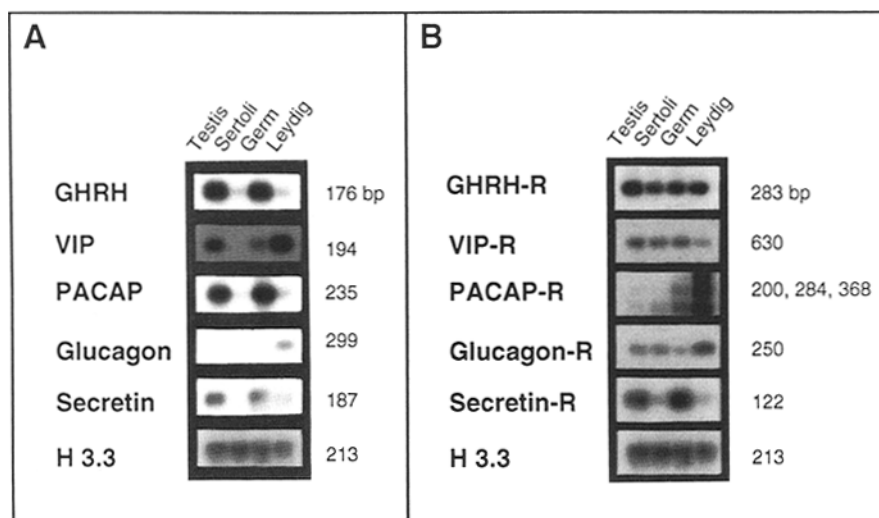 A
Testis Sertoli Germ Leydig
GHRH 176 bp
VIP 194
PACAP 235
Glucagon 299
Secretin 187
H 3.3 213
B
Testis Sertoli Germ Leydig
GHRH-R 283 bp
VIP-R 630
PACAP-R 200, 284, 368
Glucagon-R 250
Secretin-R 122
H 3.3 213